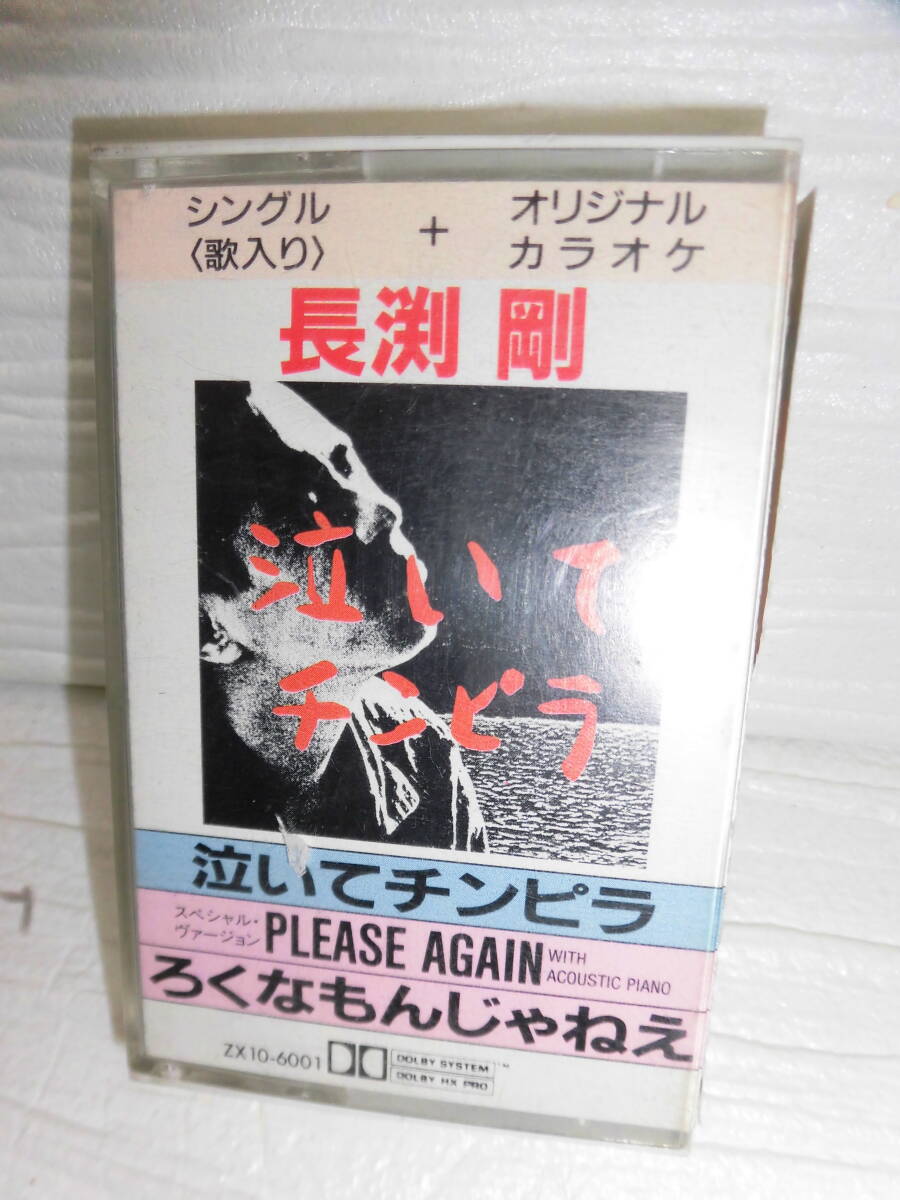 シングル
〈歌入り〉
+
オリジナル
カラオケ
長渕 剛
泣いて
チンピラ
泣いてチンピラ
スペシャル・
ヴァージョン
PLEASE AGAIN
WITH
ACOUSTIC PIANO
ろくなもんじゃねえ
ZX10-6001
DOLBY SYSTEM™
DOLBY HX PRO